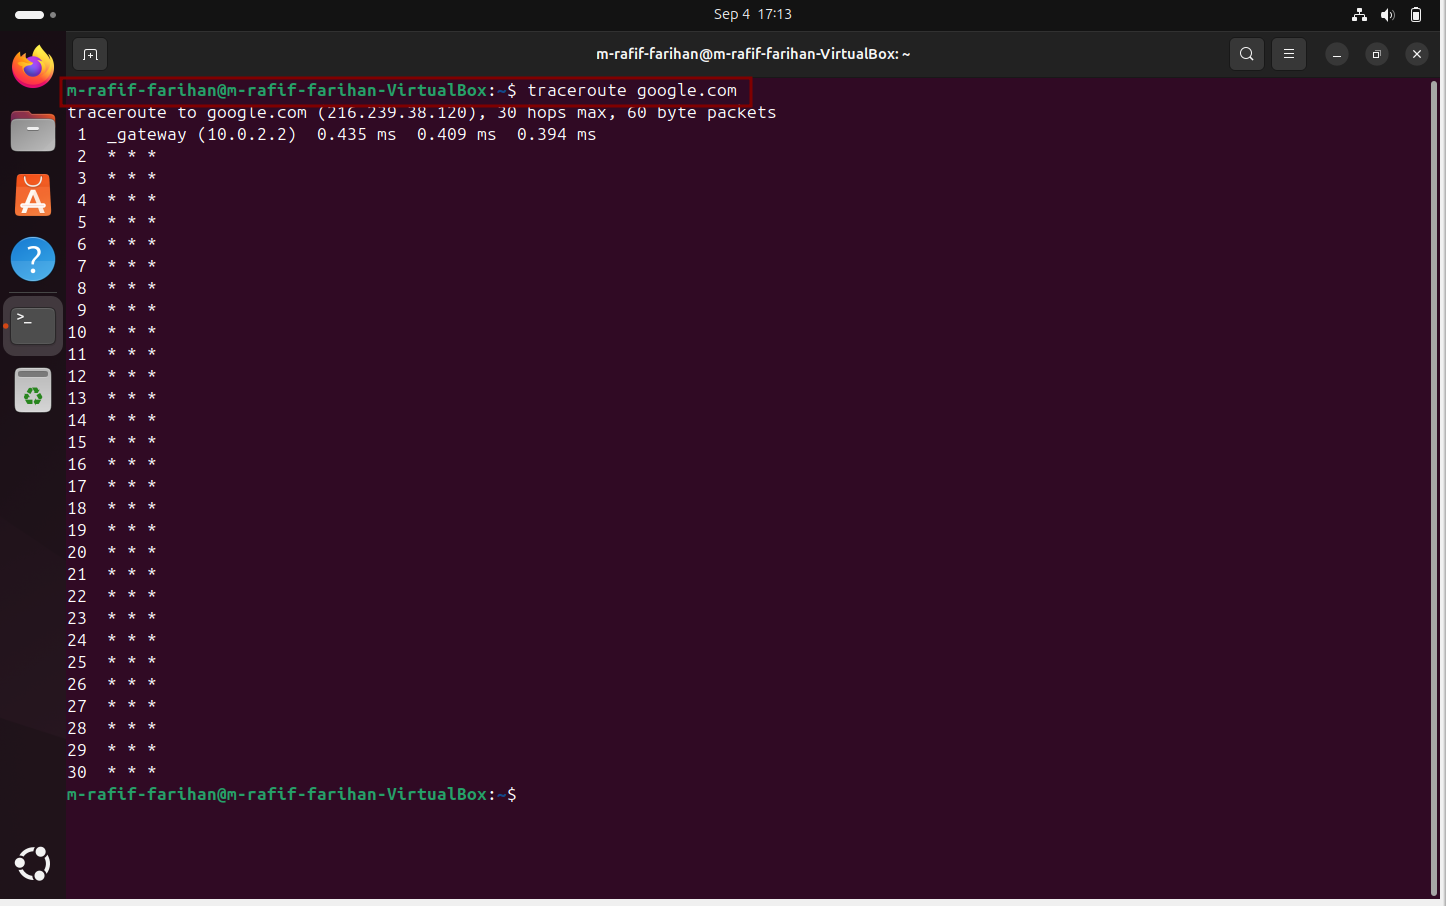 Sep 4  17:13
m-rafif-farihan@m-rafif-farihan-VirtualBox: ~
m-rafif-farihan@m-rafif-farihan-VirtualBox:~$ traceroute google.com
traceroute to google.com (216.239.38.120), 30 hops max, 60 byte packets
 1  _gateway (10.0.2.2)  0.435 ms  0.409 ms  0.394 ms
 2  * * *
 3  * * *
 4  * * *
 5  * * *
 6  * * *
 7  * * *
 8  * * *
 9  * * *
10  * * *
11  * * *
12  * * *
13  * * *
14  * * *
15  * * *
16  * * *
17  * * *
18  * * *
19  * * *
20  * * *
21  * * *
22  * * *
23  * * *
24  * * *
25  * * *
26  * * *
27  * * *
28  * * *
29  * * *
30  * * *
m-rafif-farihan@m-rafif-farihan-VirtualBox:~$